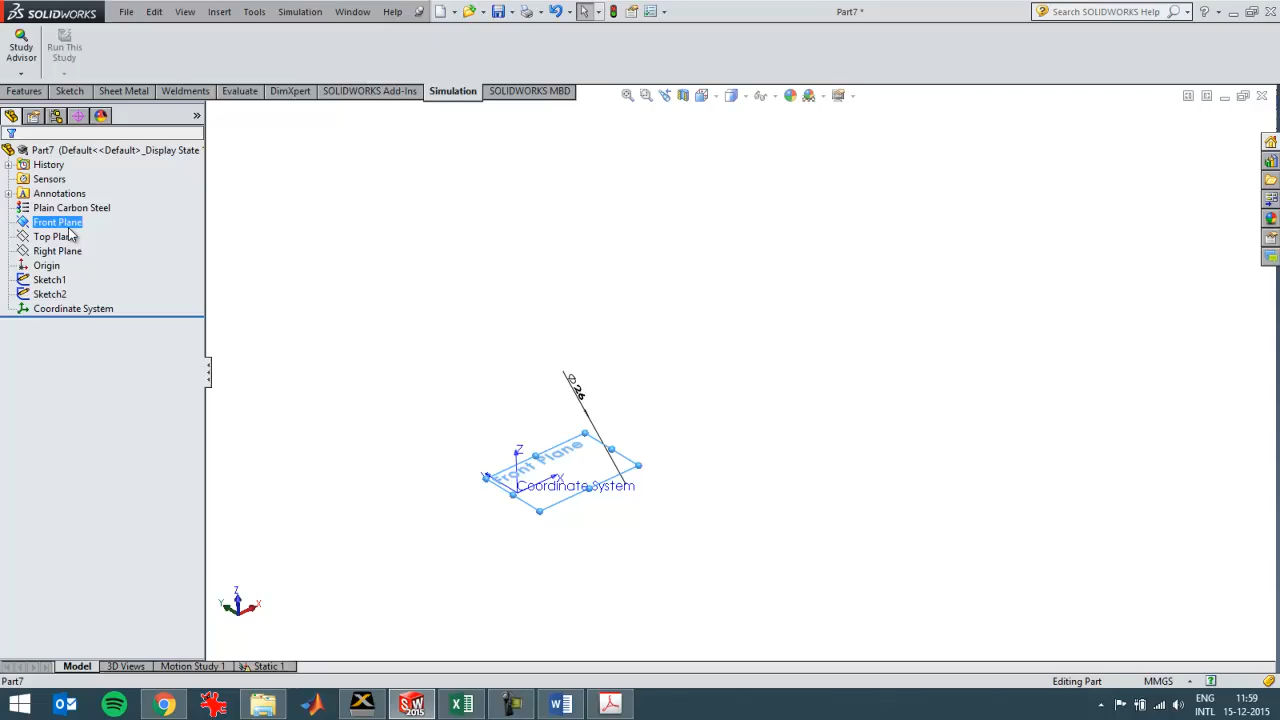 SOLIDWORKS File Edit View Insert Tools Simulation Window Help Part7 * Search SOLIDWORKS Help
Study Advisor
Run This Study
Features Sketch Sheet Metal Weldments Evaluate DimXpert SOLIDWORKS Add-Ins Simulation SOLIDWORKS MBD
Part7 (Default<<Default>_Display State
History
Sensors
Annotations
Plain Carbon Steel
Front Plane
Top Plane
Right Plane
Origin
Sketch1
Sketch2
Coordinate System
Ø26
Front Plane
Z
X
Coordinate System
Z
Y X
Model 3D Views Motion Study 1 Static 1
Part7 Editing Part MMGS
SW 2015
ENG 11:59
INTL 15-12-2015